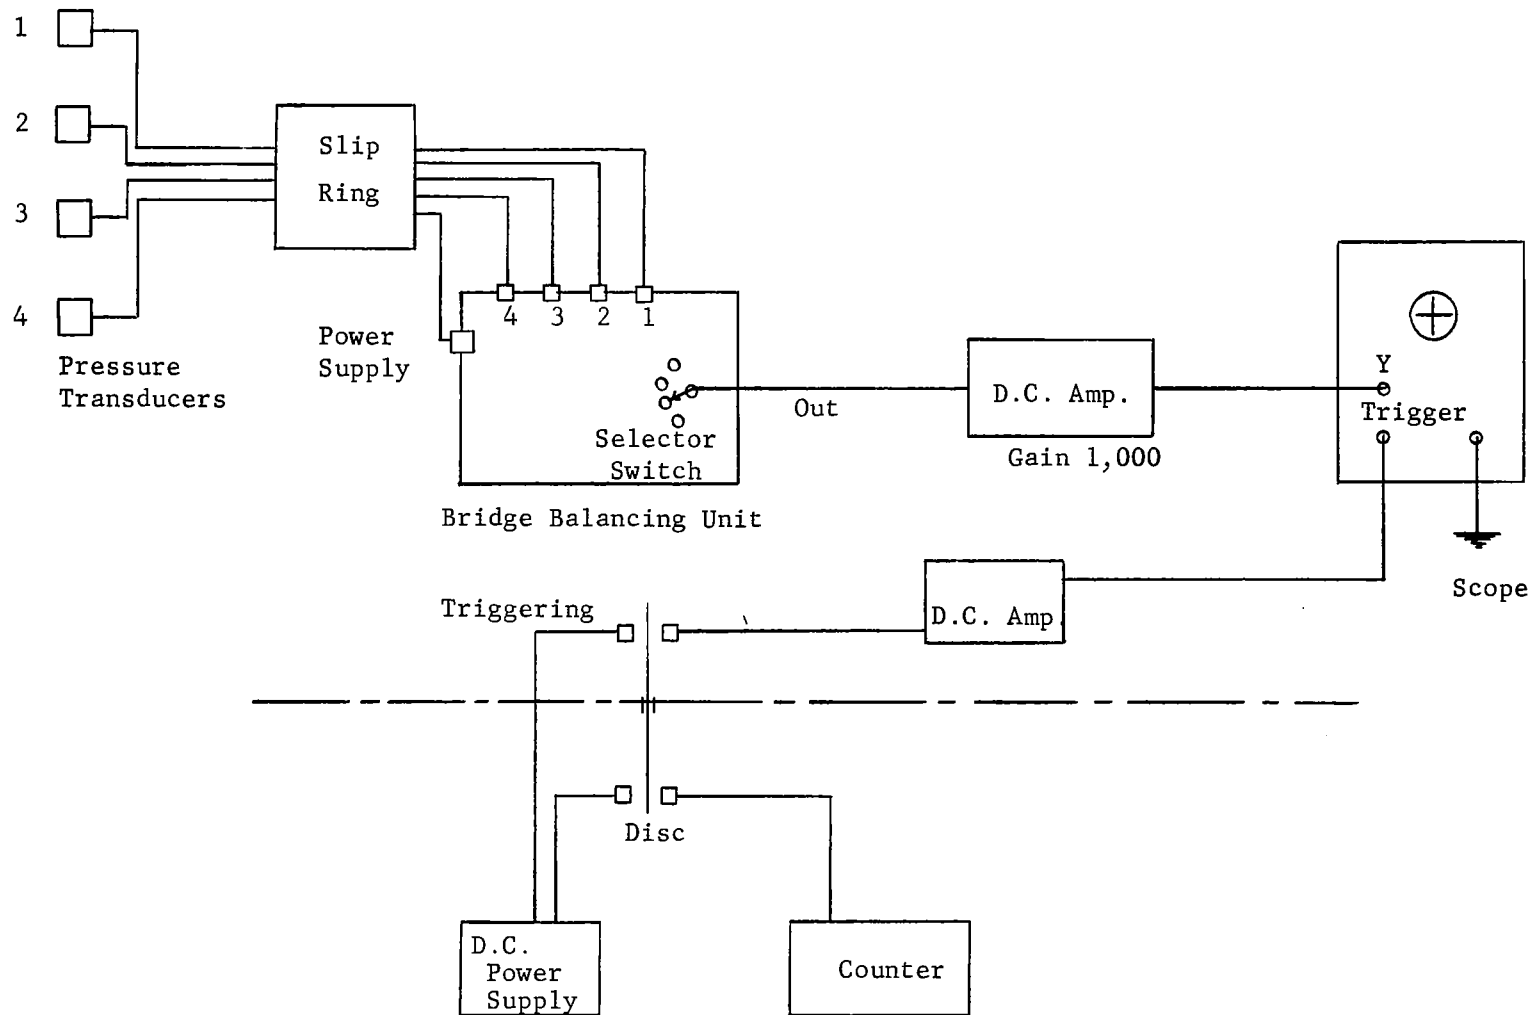 1
2
3
4
Pressure
Transducers
Slip
Ring
Power
Supply
4 3 2 1
Selector
Switch
Out
Bridge Balancing Unit
D.C. Amp.
Gain 1,000
Y
Trigger
Scope
Triggering
D.C. Amp
Disc
D.C.
Power
Supply
Counter